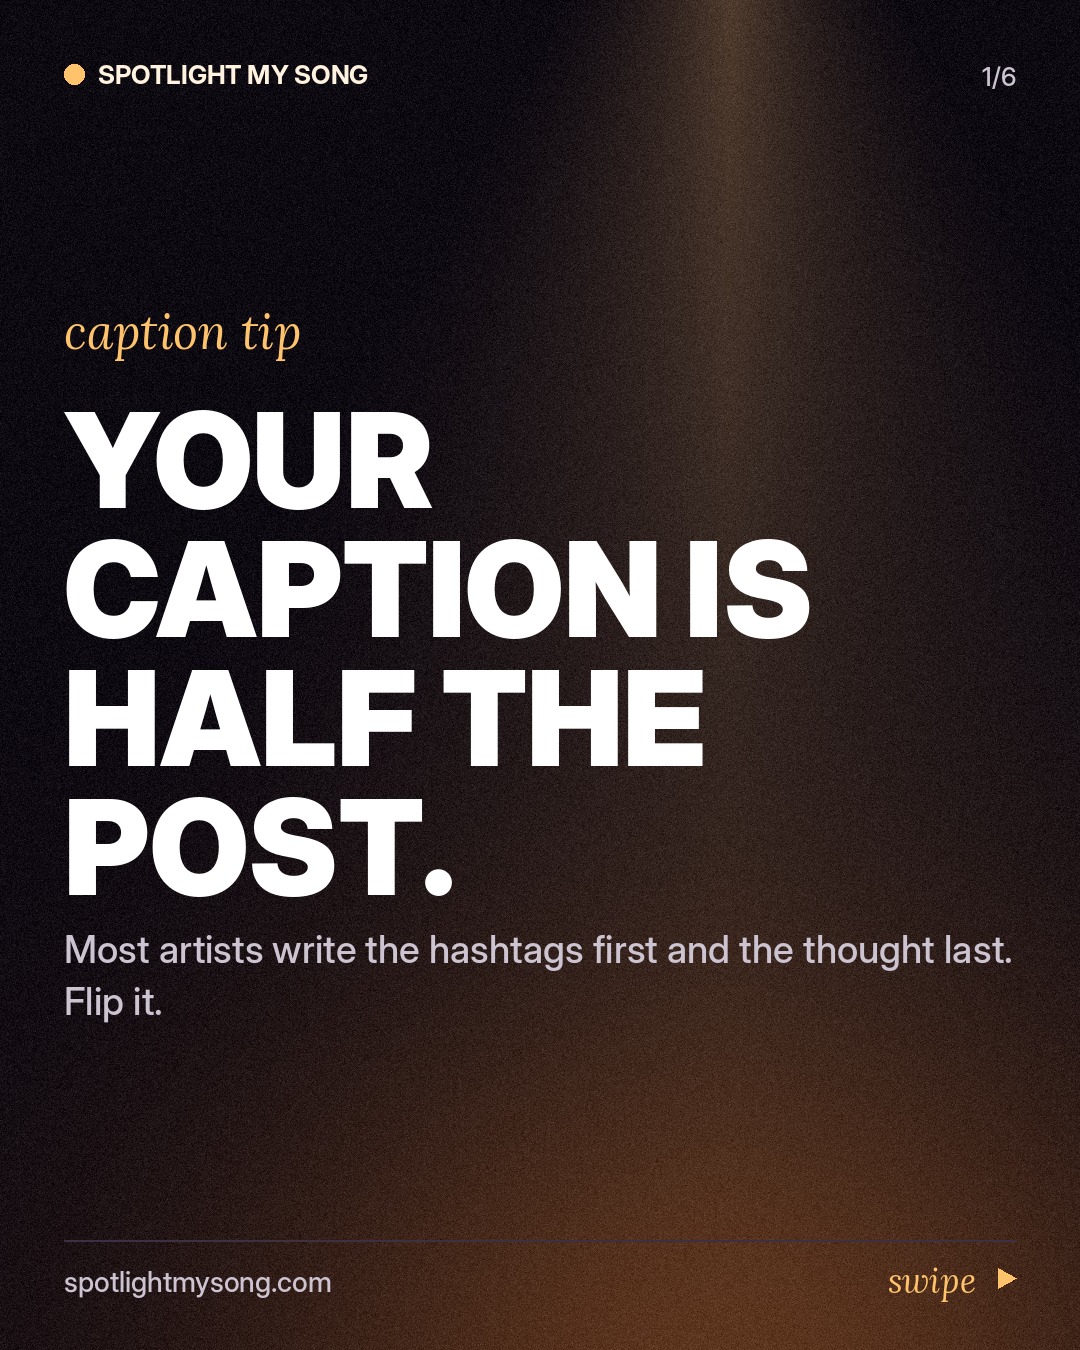 SPOTLIGHT MY SONG
1/6
caption tip
YOUR
CAPTION IS
HALF THE
POST.
Most artists write the hashtags first and the thought last.
Flip it.
spotlightmysong.com
swipe